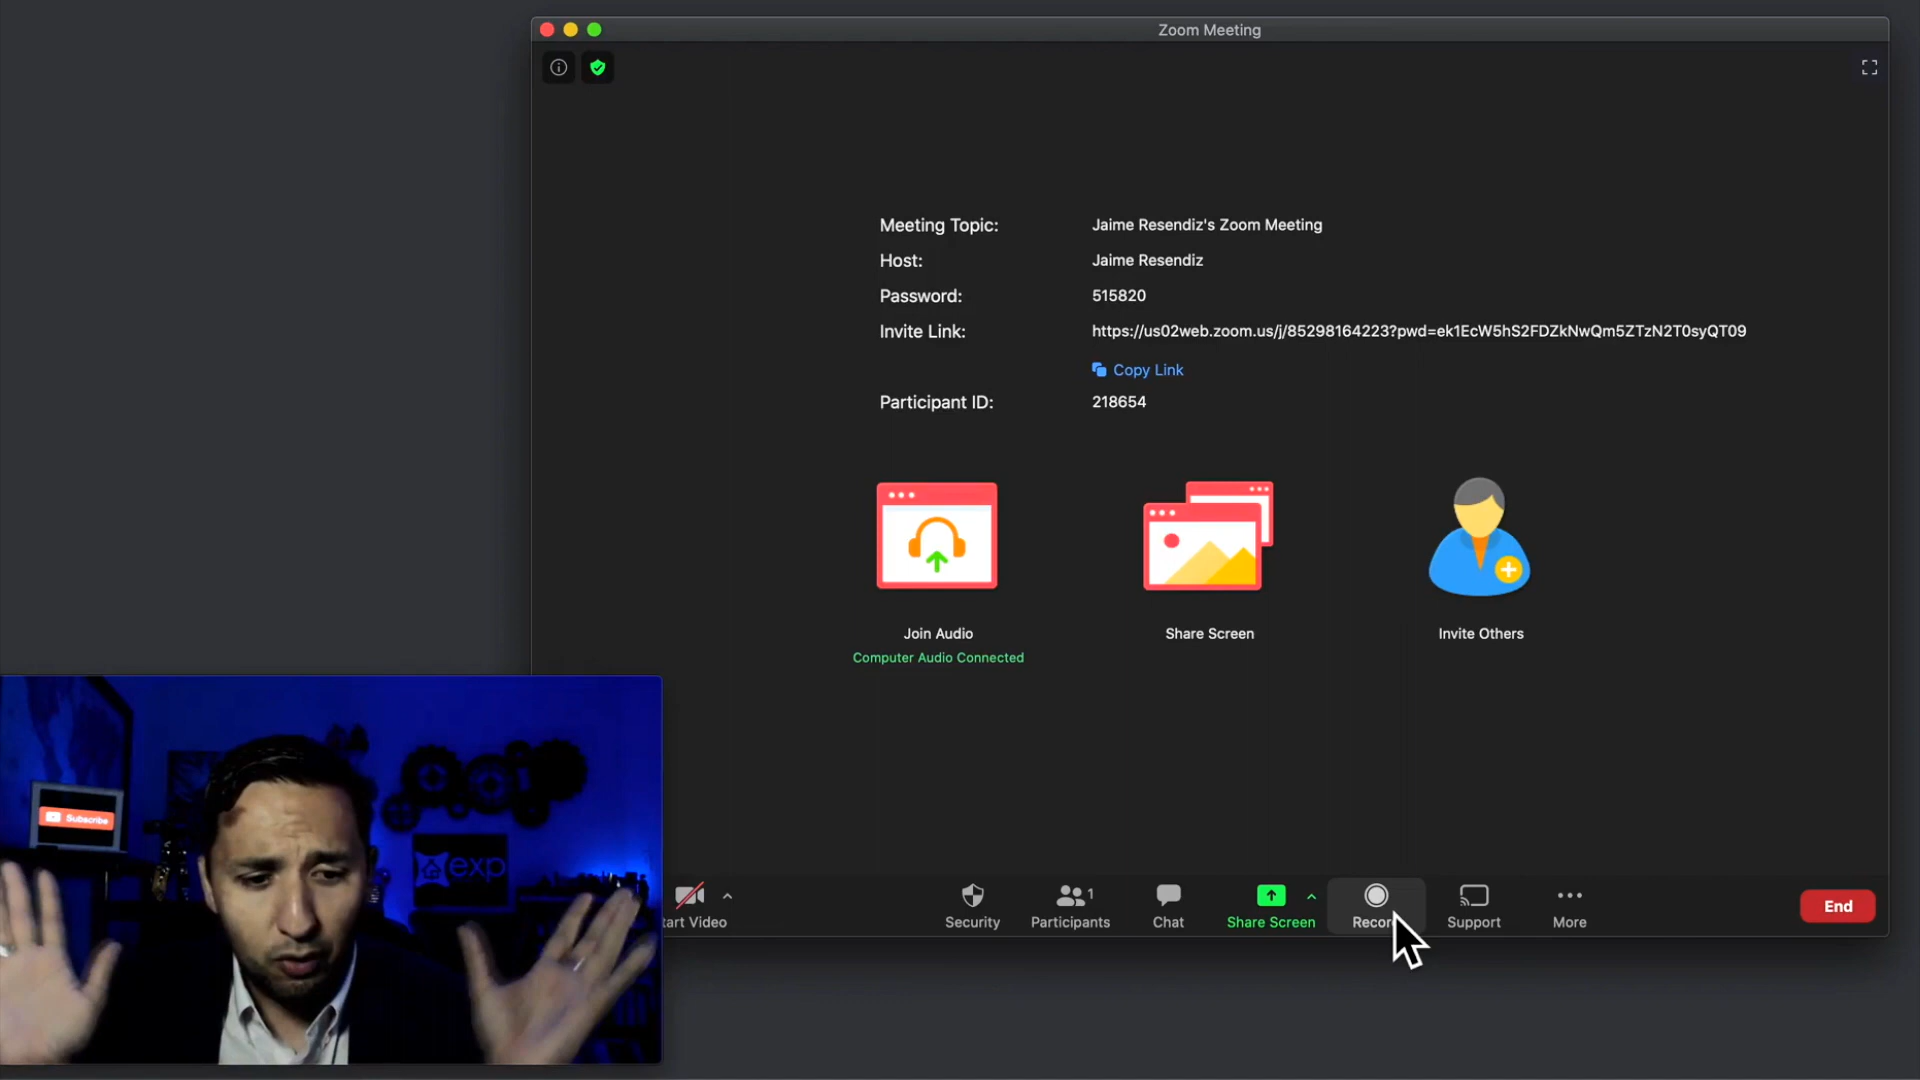 Zoom Meeting
Meeting Topic: Jaime Resendiz's Zoom Meeting
Host: Jaime Resendiz
Password: 515820
Invite Link: https://us02web.zoom.us/j/85298164223?pwd=ek1EcW5hS2FDZkNwQm5ZTzN2T0syQT09
Copy Link
Participant ID: 218654
Join Audio
Share Screen
Invite Others
Computer Audio Connected
Subscribe
exp
tart Video
Security
1
Participants
Chat
Share Screen
Recor
Support
More
End